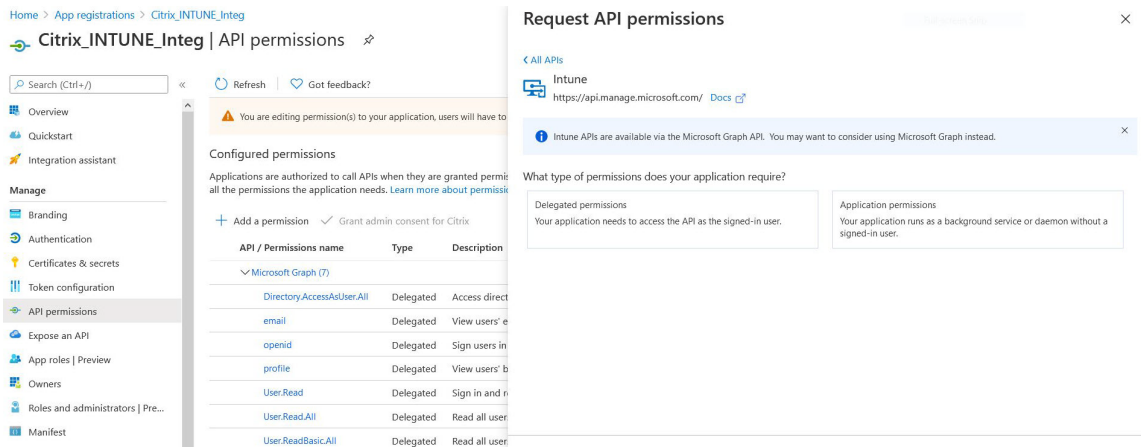 Home > App registrations > Citrix_INTUNE_Integ
Citrix_INTUNE_Integ | API permissions
Search (Ctrl+/)
Overview
Quickstart
Integration assistant
Manage
Branding
Authentication
Certificates & secrets
Token configuration
API permissions
Expose an API
App roles | Preview
Owners
Roles and administrators | Pre...
Manifest
Refresh
Got feedback?
You are editing permission(s) to your application, users will have to
Configured permissions
Applications are authorized to call APIs when they are granted permis
all the permissions the application needs. Learn more about permissio
Add a permission
Grant admin consent for Citrix
API / Permissions name Type Description
Microsoft Graph (7)
Directory.AccessAsUser.All Delegated Access direct
email Delegated View users' e
openid Delegated Sign users in
profile Delegated View users' b
User.Read Delegated Sign in and r
User.Read.All Delegated Read all user
User.ReadBasic.All Delegated Read all user
Request API permissions
All APIs
Intune
https://api.manage.microsoft.com/ Docs
Intune APIs are available via the Microsoft Graph API. You may want to consider using Microsoft Graph instead.
What type of permissions does your application require?
Delegated permissions
Your application needs to access the API as the signed-in user.
Application permissions
Your application runs as a background service or daemon without a
signed-in user.